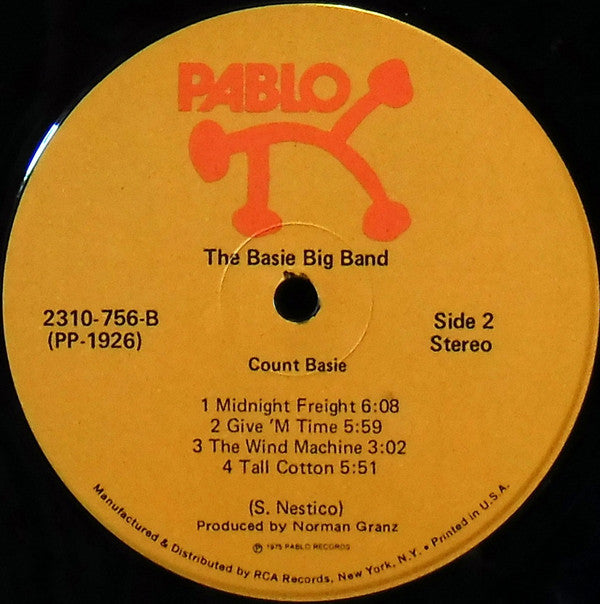 PABLO
The Basie Big Band
2310-756-B
(PP-1926)
Side 2
Stereo
Count Basie
1 Midnight Freight 6:08
2 Give 'M Time 5:59
3 The Wind Machine 3:02
4 Tall Cotton 5:51
(S. Nestico)
Produced by Norman Granz
℗ 1975 PABLO RECORDS
Manufactured & Distributed by RCA Records, New York, N.Y. • Printed in U.S.A.